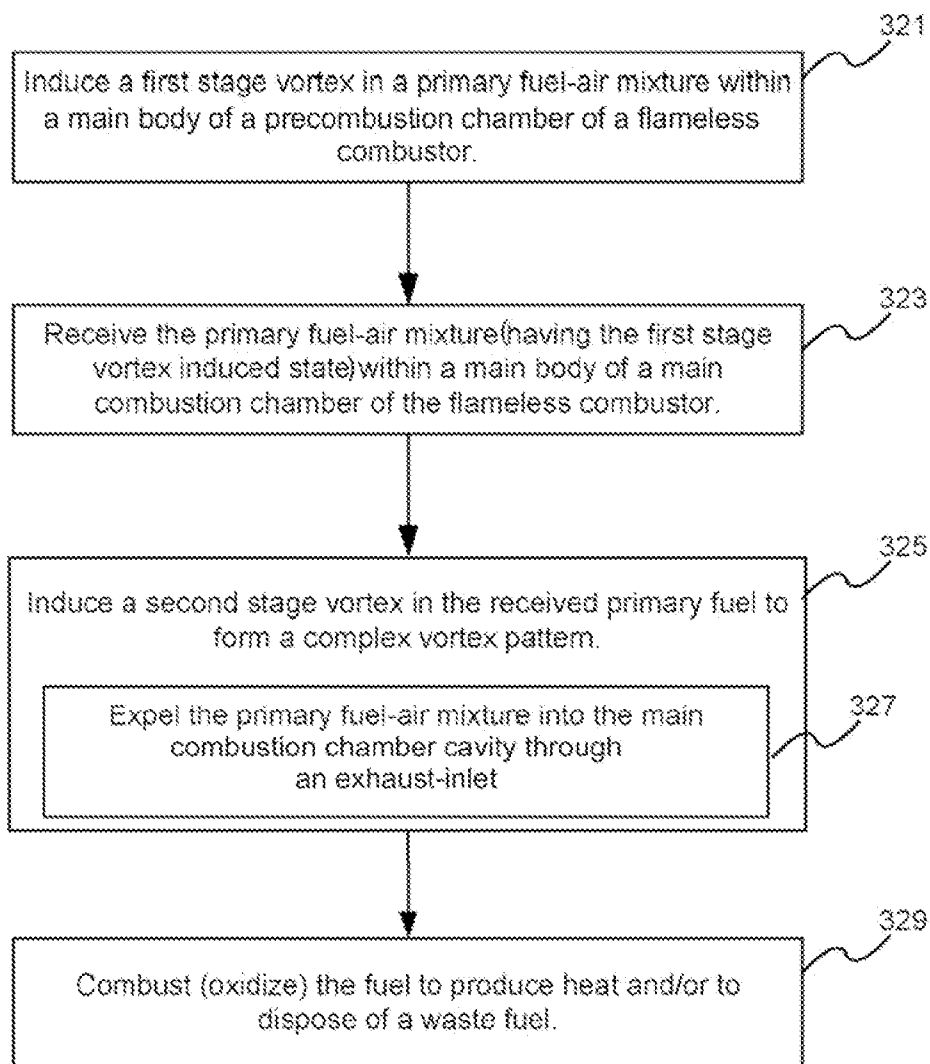 321
Induce a first stage vortex in a primary fuel-air mixture within
a main body of a precombustion chamber of a flameless
combustor.
323
Receive the primary fuel-air mixture(having the first stage
vortex induced state)within a main body of a main
combustion chamber of the flameless combustor.
325
Induce a second stage vortex in the received primary fuel to
form a complex vortex pattern.
327
Expel the primary fuel-air mixture into the main
combustion chamber cavity through
an exhaust-inlet
329
Combust (oxidize) the fuel to produce heat and/or to
dispose of a waste fuel.